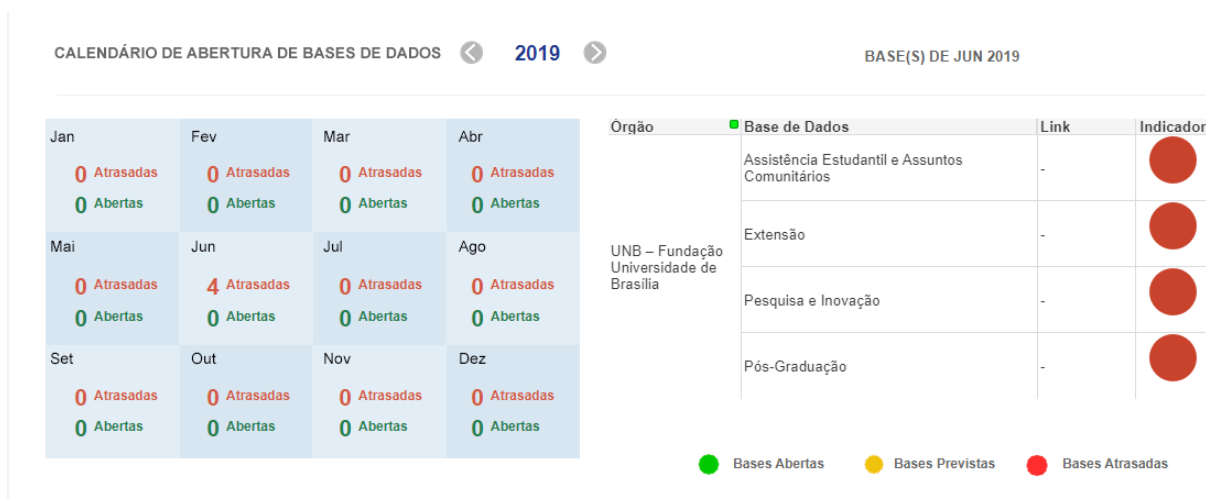 CALENDÁRIO DE ABERTURA DE BASES DE DADOS 2019
BASE(S) DE JUN 2019
Jan Fev Mar Abr
0 Atrasadas 0 Atrasadas 0 Atrasadas 0 Atrasadas
0 Abertas 0 Abertas 0 Abertas 0 Abertas
Mai Jun Jul Ago
0 Atrasadas 4 Atrasadas 0 Atrasadas 0 Atrasadas
0 Abertas 0 Abertas 0 Abertas 0 Abertas
Set Out Nov Dez
0 Atrasadas 0 Atrasadas 0 Atrasadas 0 Atrasadas
0 Abertas 0 Abertas 0 Abertas 0 Abertas
Órgão Base de Dados Link Indicador
UNB – Fundação
Universidade de
Brasília
Assistência Estudantil e Assuntos
Comunitários -
Extensão -
Pesquisa e Inovação -
Pós-Graduação -
Bases Abertas Bases Previstas Bases Atrasadas